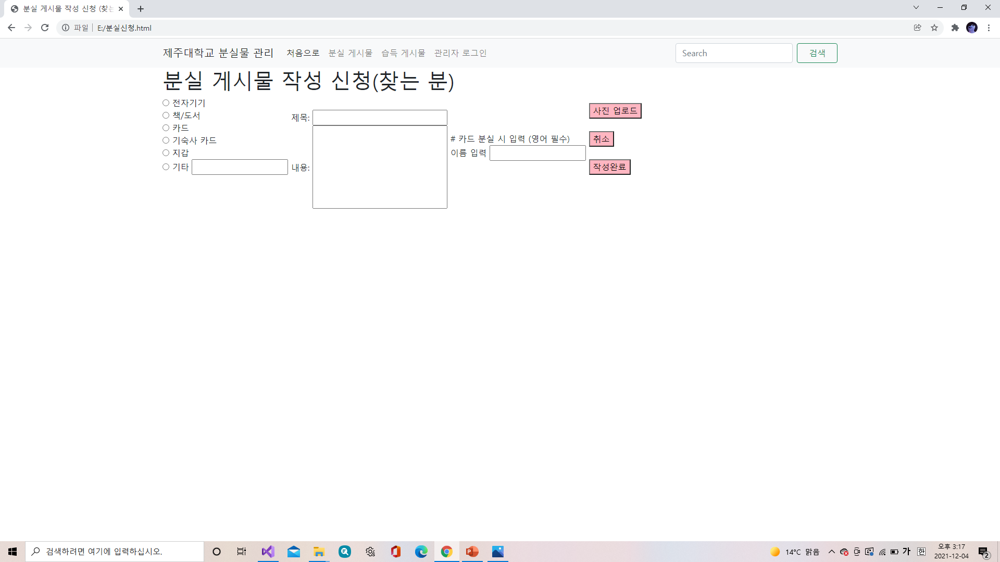 분실 게시물 작성 신청 (찾는
파일 E:/분실신청.html
제주대학교 분실물 관리 처음으로 분실 게시물 습득 게시물 관리자 로그인 Search 검색
분실 게시물 작성 신청(찾는 분)
전자기기
책/도서
카드
기숙사 카드
지갑
기타
제목:
내용:
# 카드 분실 시 입력 (영어 필수)
이름 입력
사진 업로드
취소
작성완료
검색하려면 여기에 입력하십시오.
14°C 맑음
가
한
오후 3:17
2021-12-04
2